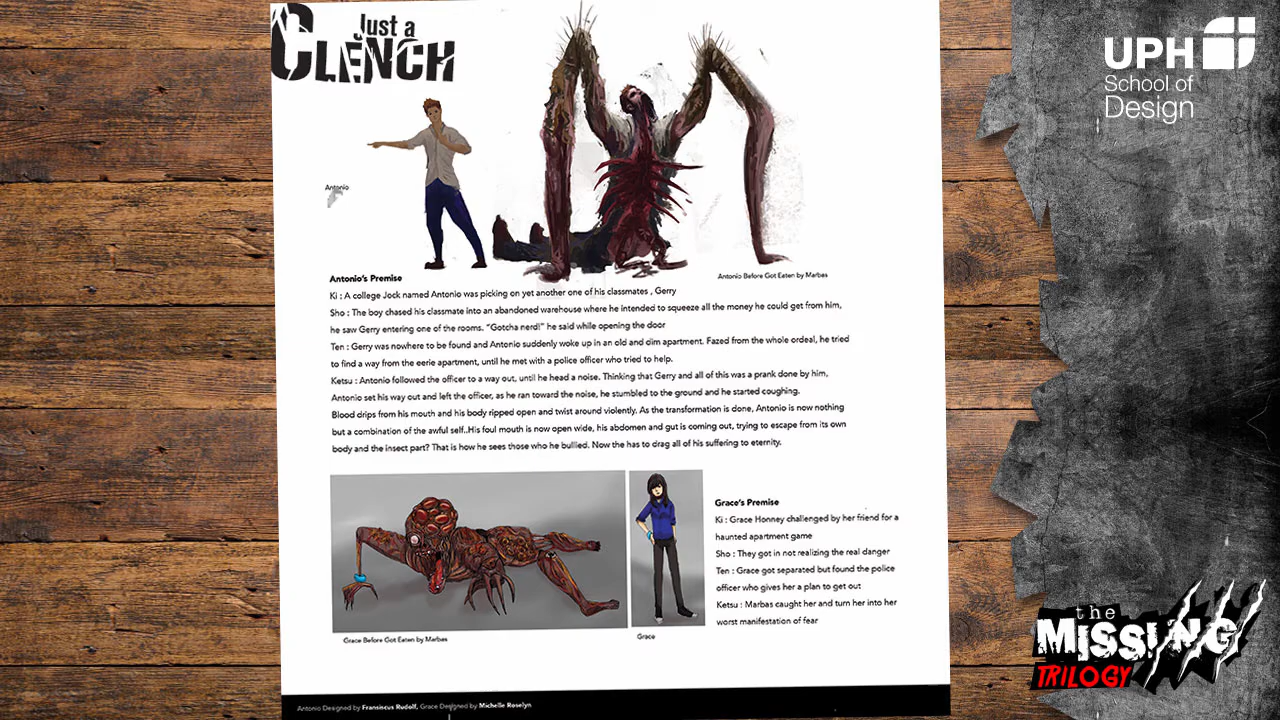 Just a
CLENCH
UPH
School of
Design
Antonio
Antonio Before Got Eaten by Marbas
Antonio's Premise
Ki : A college Jock named Antonio was picking on yet another one of his classmates , Gerry
Sho : The boy chased his classmate into an abandoned warehouse where he intended to squeeze all the money he could get from him,
he saw Gerry entering one of the rooms. "Gotcha nerd!" he said while opening the door
Ten : Gerry was nowhere to be found and Antonio suddenly woke up in an old and dim apartment. Fazed from the whole ordeal, he tried
to find a way from the eerie apartment, until he met with a police officer who tried to help.
Ketsu : Antonio followed the officer to a way out, until he head a noise. Thinking that Gerry and all of this was a prank done by him,
Antonio set his way out and left the officer, as he ran toward the noise, he stumbled to the ground and he started coughing.
Blood drips from his mouth and his body ripped open and twist around violently. As the transformation is done, Antonio is now nothing
but a combination of the awful self..His foul mouth is now open wide, his abdomen and gut is coming out, trying to escape from its own
body and the insect part? That is how he sees those who he bullied. Now the has to drag all of his suffering to eternity.
Grace Before Got Eaten by Marbas
Grace
Grace's Premise
Ki : Grace Honney challenged by her friend for a
haunted apartment game
Sho : They got in not realizing the real danger
Ten : Grace got separated but found the police
officer who gives her a plan to get out
Ketsu : Marbas caught her and turn her into her
worst manifestation of fear
the
MISSING
TRILOGY
Antonio Designed by Fransiscus Rudolf, Grace Designed by Michelle Roselyn